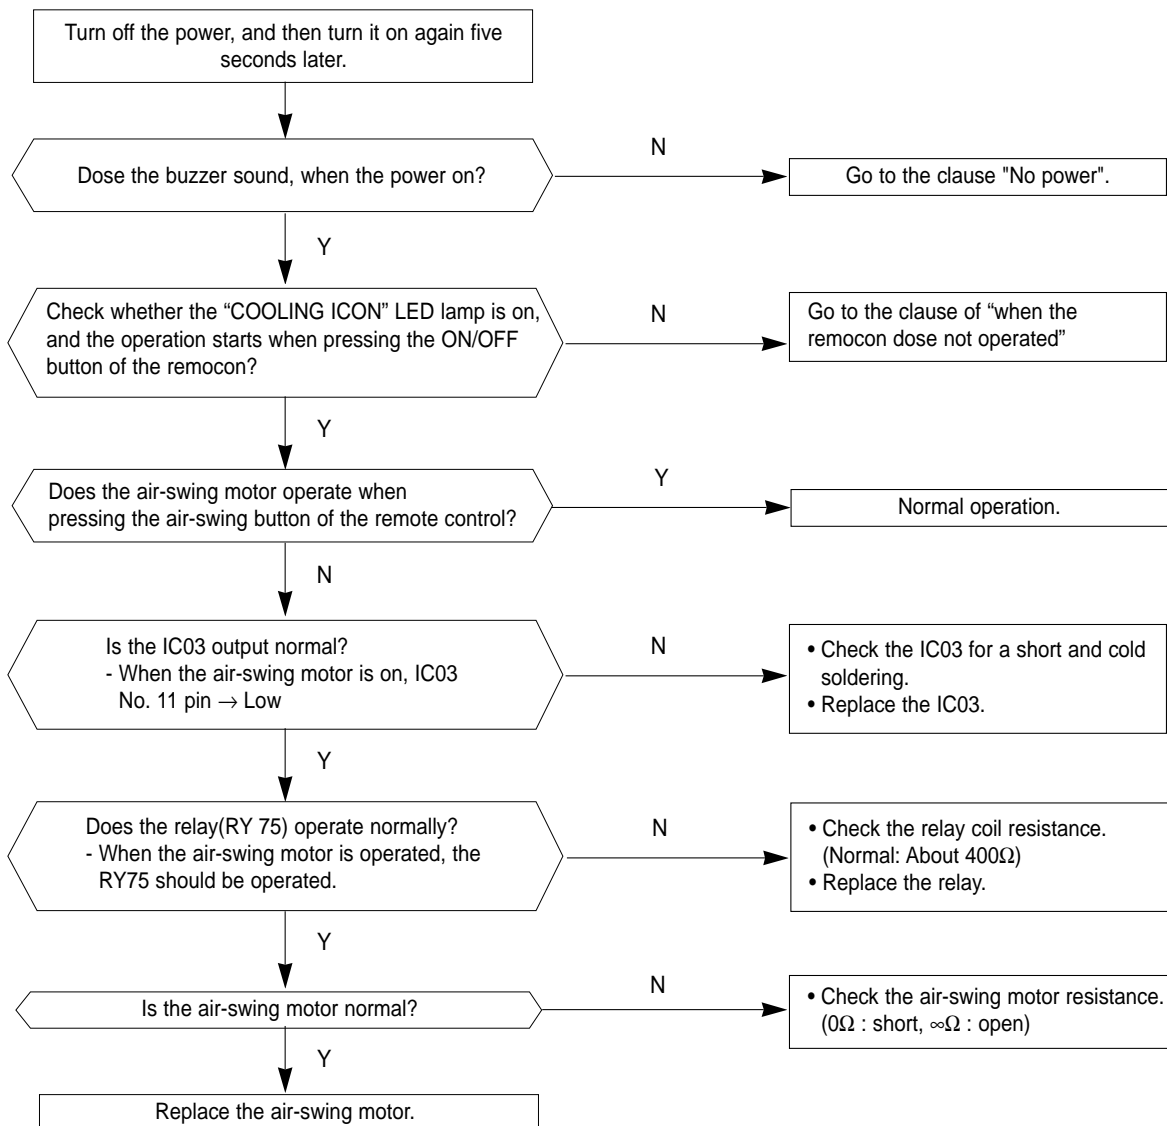 Turn off the power, and then turn it on again five
seconds later.
Dose the buzzer sound, when the power on?
N
Go to the clause "No power".
Y
Check whether the “COOLING ICON” LED lamp is on,
and the operation starts when pressing the ON/OFF
button of the remocon?
N
Go to the clause of “when the
remocon dose not operated”
Y
Does the air-swing motor operate when
pressing the air-swing button of the remote control?
Y
Normal operation.
N
Is the IC03 output normal?
- When the air-swing motor is on, IC03
No. 11 pin → Low
N
• Check the IC03 for a short and cold
soldering.
• Replace the IC03.
Y
Does the relay(RY 75) operate normally?
- When the air-swing motor is operated, the
RY75 should be operated.
N
• Check the relay coil resistance.
(Normal: About 400Ω)
• Replace the relay.
Y
Is the air-swing motor normal?
N
• Check the air-swing motor resistance.
(0Ω : short, ∞Ω : open)
Y
Replace the air-swing motor.